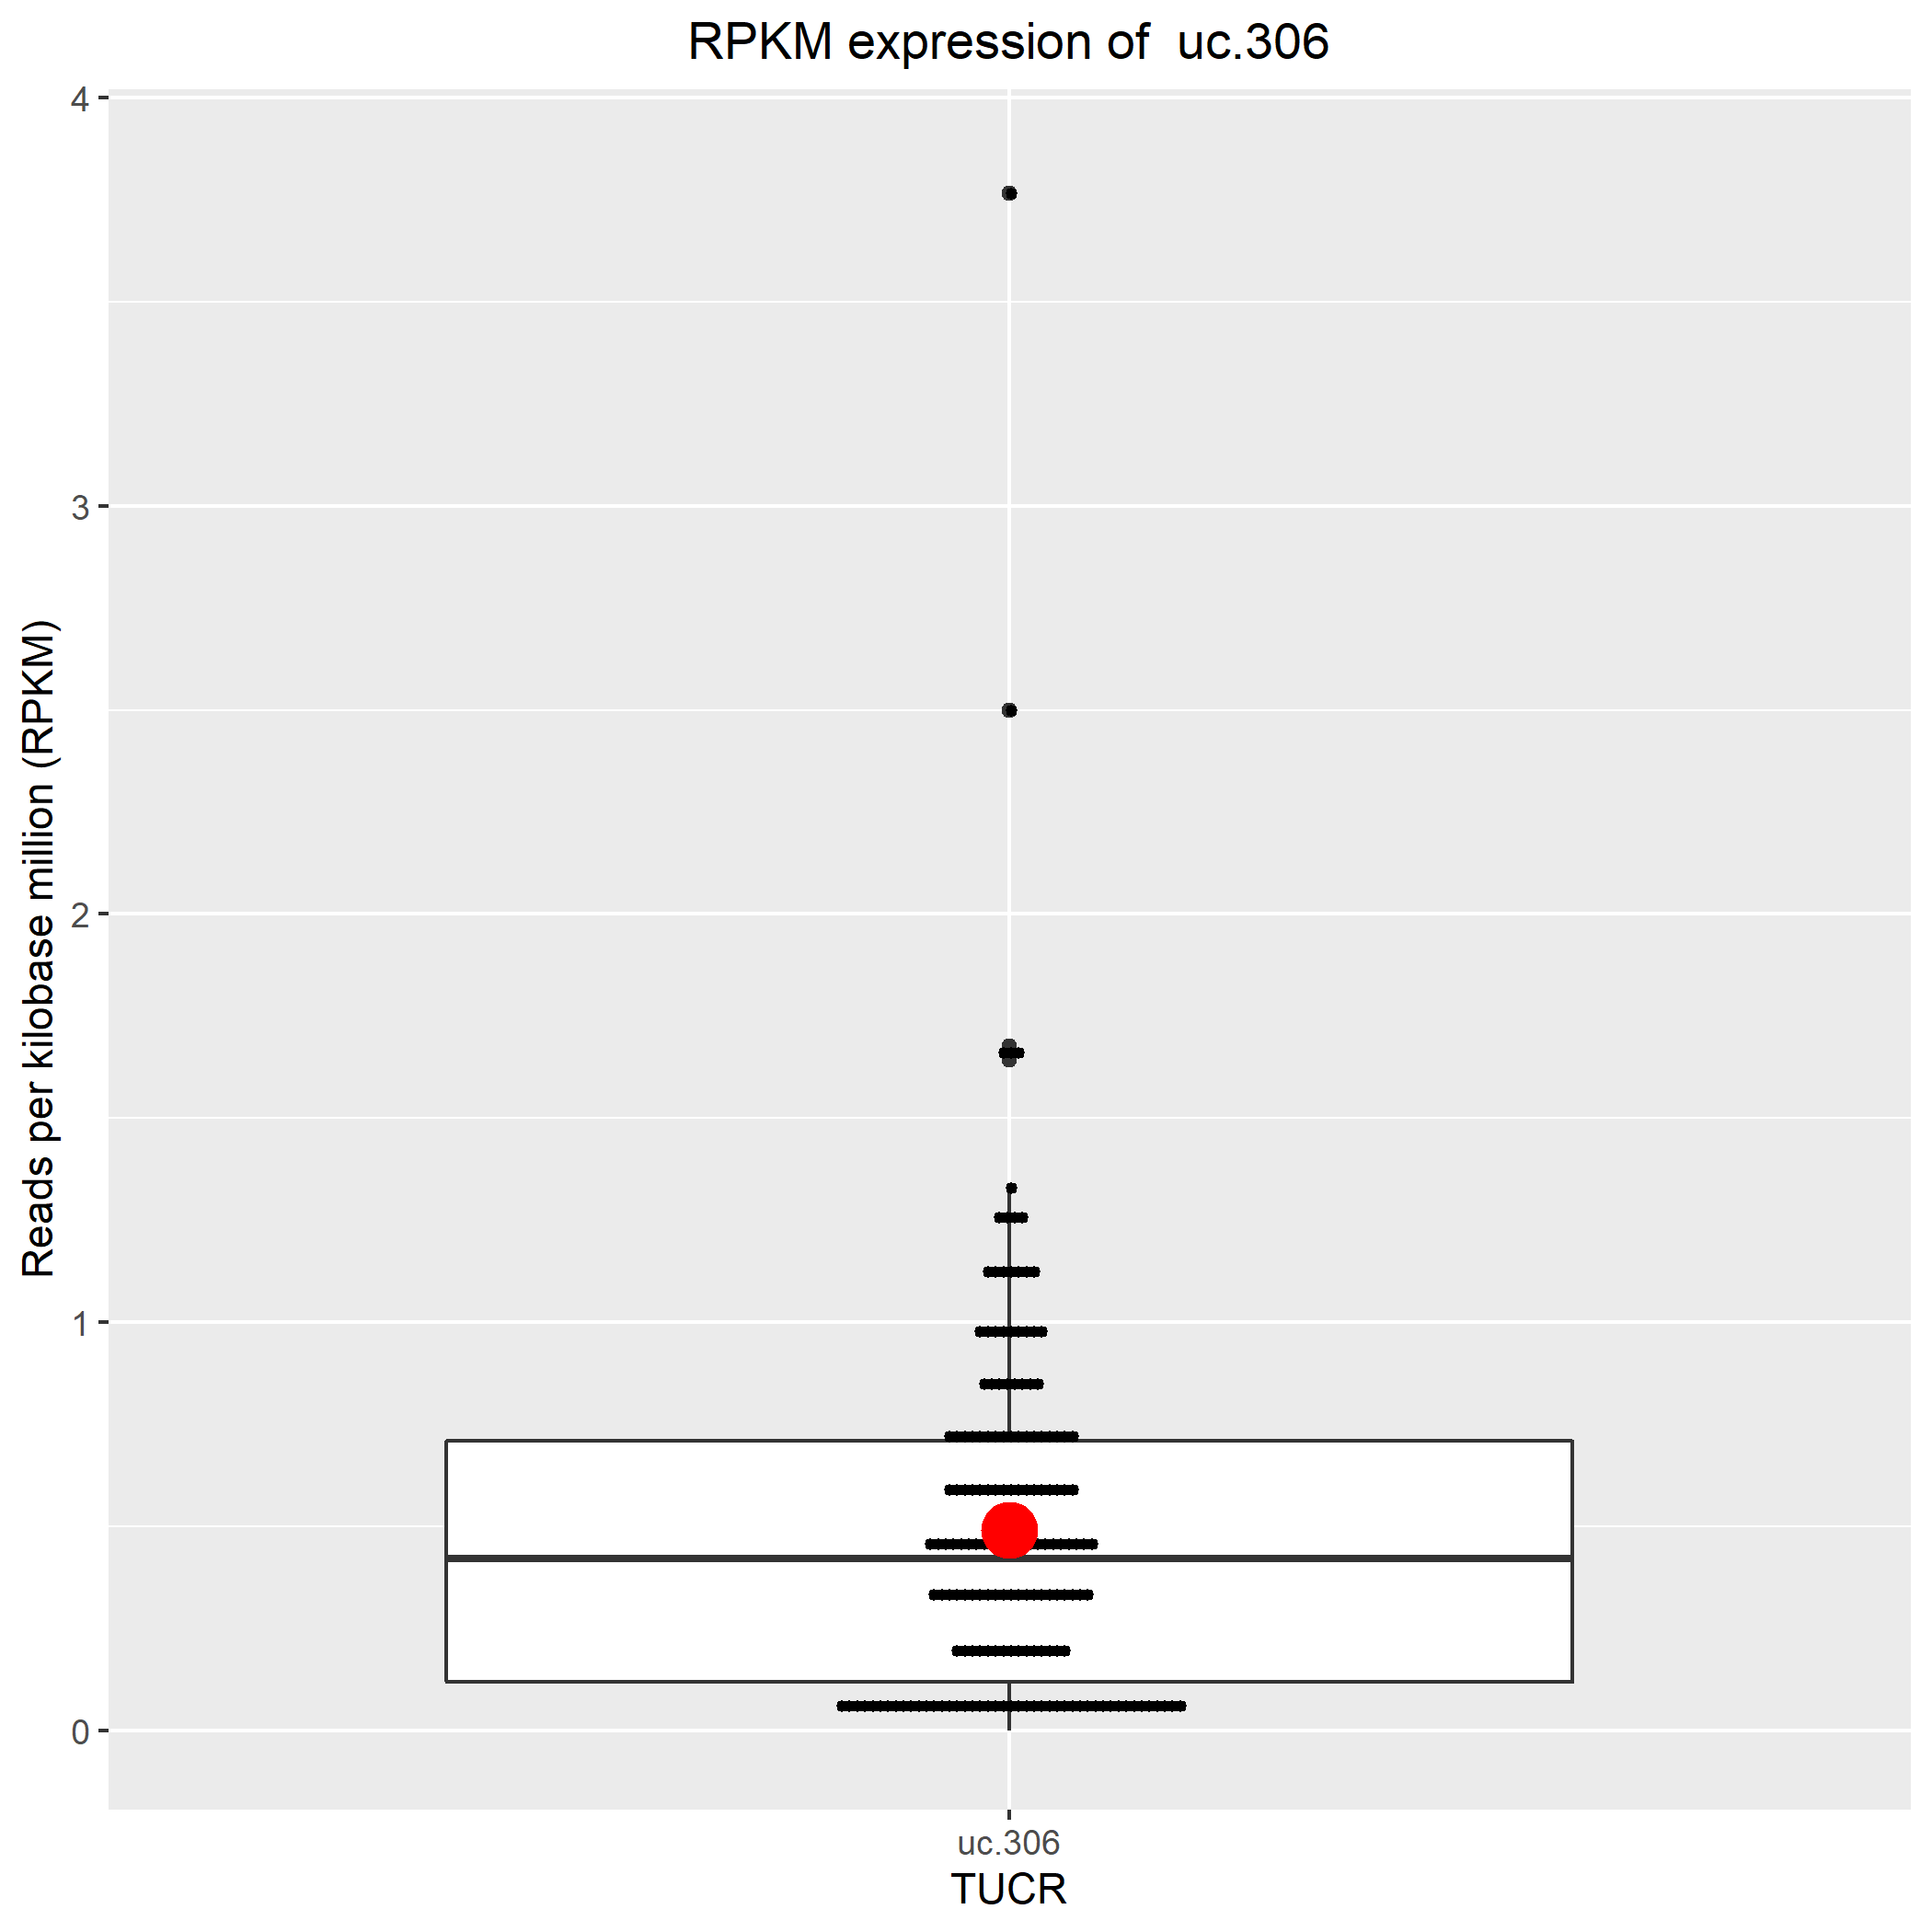 RPKM expression of  uc.306
Reads per kilobase million (RPKM)
4
3
2
1
0
uc.306
TUCR